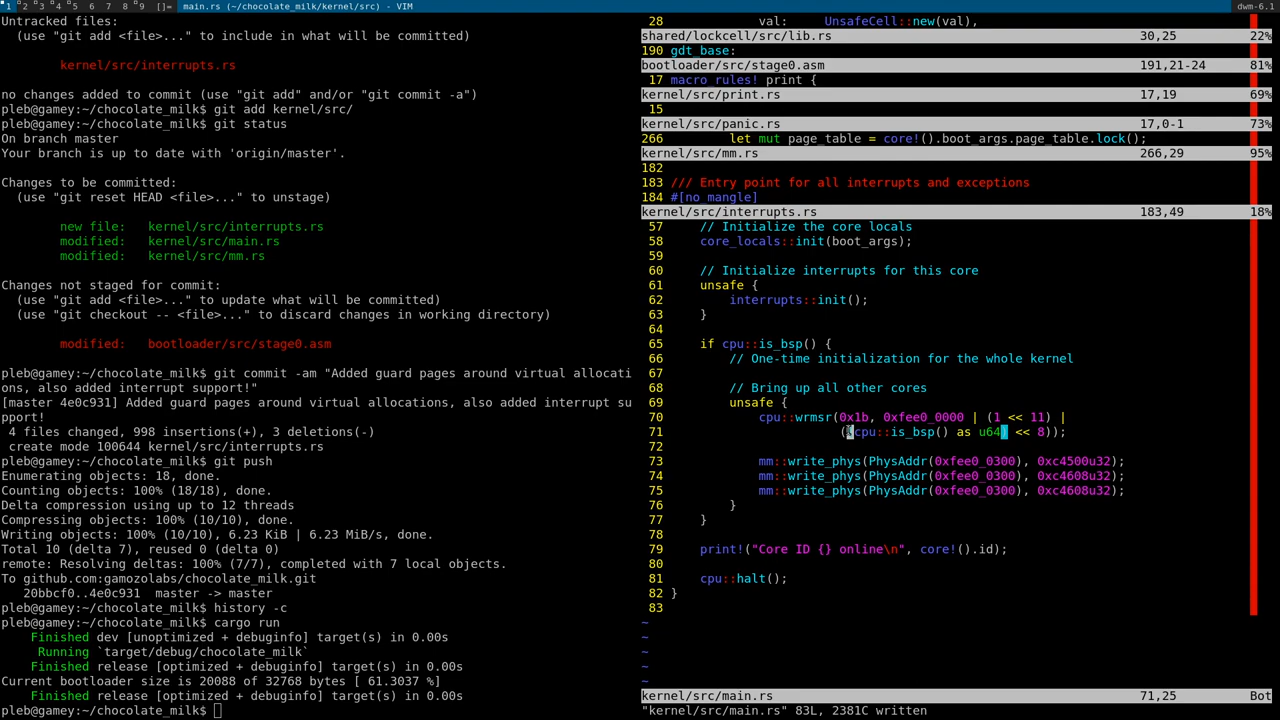 1 2 3 4 5 6 7 8 9 []= main.rs (~/chocolate_milk/kernel/src) - VIM dwm-6.1
Untracked files:
  (use "git add <file>..." to include in what will be committed)
        kernel/src/interrupts.rs
no changes added to commit (use "git add" and/or "git commit -a")
pleb@gamey:~/chocolate_milk$ git add kernel/src/
pleb@gamey:~/chocolate_milk$ git status
On branch master
Your branch is up to date with 'origin/master'.
Changes to be committed:
  (use "git reset HEAD <file>..." to unstage)
        new file:   kernel/src/interrupts.rs
        modified:   kernel/src/main.rs
        modified:   kernel/src/mm.rs
Changes not staged for commit:
  (use "git add <file>..." to update what will be committed)
  (use "git checkout -- <file>..." to discard changes in working directory)
        modified:   bootloader/src/stage0.asm
pleb@gamey:~/chocolate_milk$ git commit -am "Added guard pages around virtual allocati
ons, also added interrupt support!"
[master 4e0c931] Added guard pages around virtual allocations, also added interrupt su
pport!
 4 files changed, 998 insertions(+), 3 deletions(-)
 create mode 100644 kernel/src/interrupts.rs
pleb@gamey:~/chocolate_milk$ git push
Enumerating objects: 18, done.
Counting objects: 100% (18/18), done.
Delta compression using up to 12 threads
Compressing objects: 100% (10/10), done.
Writing objects: 100% (10/10), 6.23 KiB | 6.23 MiB/s, done.
Total 10 (delta 7), reused 0 (delta 0)
remote: Resolving deltas: 100% (7/7), completed with 7 local objects.
To github.com:gamozolabs/chocolate_milk.git
   20bbcf0..4e0c931  master -> master
pleb@gamey:~/chocolate_milk$ history -c
pleb@gamey:~/chocolate_milk$ cargo run
    Finished dev [unoptimized + debuginfo] target(s) in 0.00s
     Running `target/debug/chocolate_milk`
    Finished release [optimized + debuginfo] target(s) in 0.00s
Current bootloader size is 20088 of 32768 bytes [ 61.3037 %]
    Finished release [optimized + debuginfo] target(s) in 0.00s
pleb@gamey:~/chocolate_milk$
 28             val:     UnsafeCell::new(val),
shared/lockcell/src/lib.rs 30,25 22%
190 gdt_base:
bootloader/src/stage0.asm 191,21-24 81%
 17 macro_rules! print {
kernel/src/print.rs 17,19 69%
 15
kernel/src/panic.rs 17,0-1 73%
266         let mut page_table = core!().boot_args.page_table.lock();
kernel/src/mm.rs 266,29 95%
182
183 /// Entry point for all interrupts and exceptions
184 #[no_mangle]
kernel/src/interrupts.rs 183,49 18%
 57     // Initialize the core locals
 58     core_locals::init(boot_args);
 59
 60     // Initialize interrupts for this core
 61     unsafe {
 62         interrupts::init();
 63     }
 64
 65     if cpu::is_bsp() {
 66         // One-time initialization for the whole kernel
 67
 68         // Bring up all other cores
 69         unsafe {
 70             cpu::wrmsr(0x1b, 0xfee0_0000 | (1 << 11) |
 71                        ((cpu::is_bsp() as u64) << 8));
 72
 73             mm::write_phys(PhysAddr(0xfee0_0300), 0xc4500u32);
 74             mm::write_phys(PhysAddr(0xfee0_0300), 0xc4608u32);
 75             mm::write_phys(PhysAddr(0xfee0_0300), 0xc4608u32);
 76         }
 77     }
 78
 79     print!("Core ID {} online\n", core!().id);
 80
 81     cpu::halt();
 82 }
 83
~
~
~
~
~
kernel/src/main.rs 71,25 Bot
"kernel/src/main.rs" 83L, 2381C written